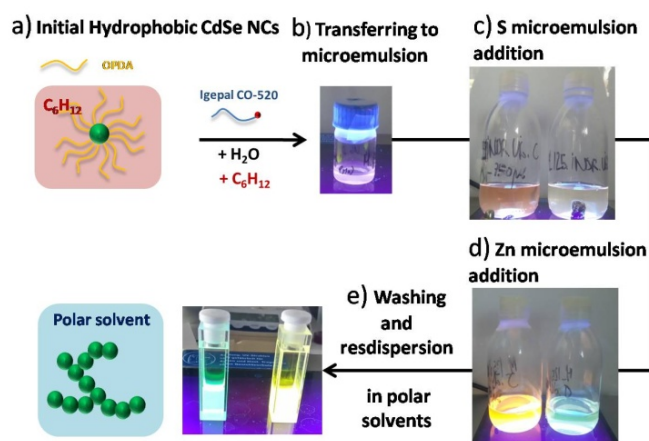 a) Initial Hydrophobic CdSe NCs
OPDA
C6H12
Igepal CO-520
+ H2O
+ C6H12
b) Transferring to
microemulsion
c) S microemulsion
addition
d) Zn microemulsion
addition
e) Washing
and
resdispersion
in polar
solvents
Polar solvent